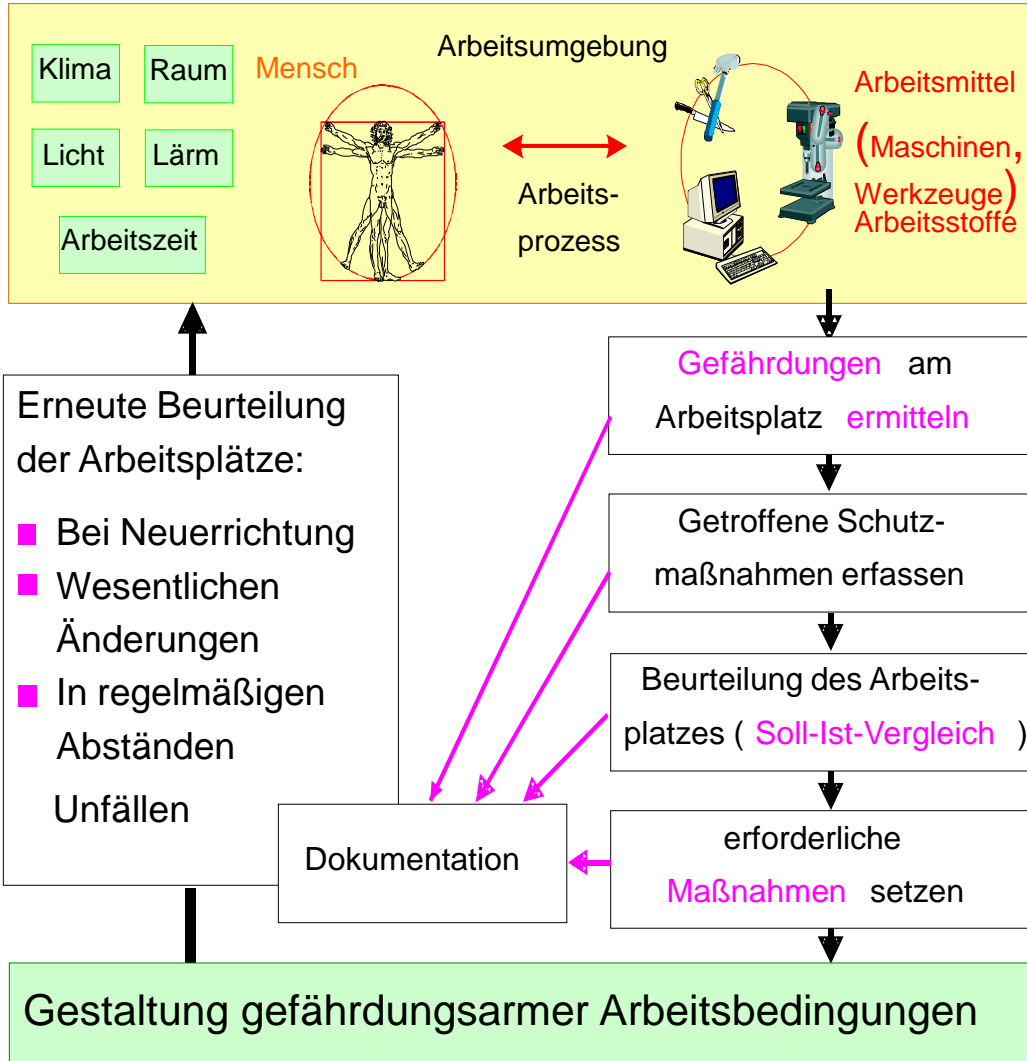 Arbeitsumgebung
Klima
Raum
Mensch
Licht
Lärm
Arbeitszeit
Arbeits-
prozess
Arbeitsmittel
(Maschinen,
Werkzeuge)
Arbeitsstoffe
Gefährdungen am
Arbeitsplatz ermitteln
Getroffene Schutz-
maßnahmen erfassen
Beurteilung des Arbeits-
platzes ( Soll-Ist-Vergleich )
erforderliche
Maßnahmen setzen
Dokumentation
Erneute Beurteilung
der Arbeitsplätze:
Bei Neuerrichtung
Wesentlichen
Änderungen
In regelmäßigen
Abständen
Unfällen
Gestaltung gefährdungsarmer Arbeitsbedingungen